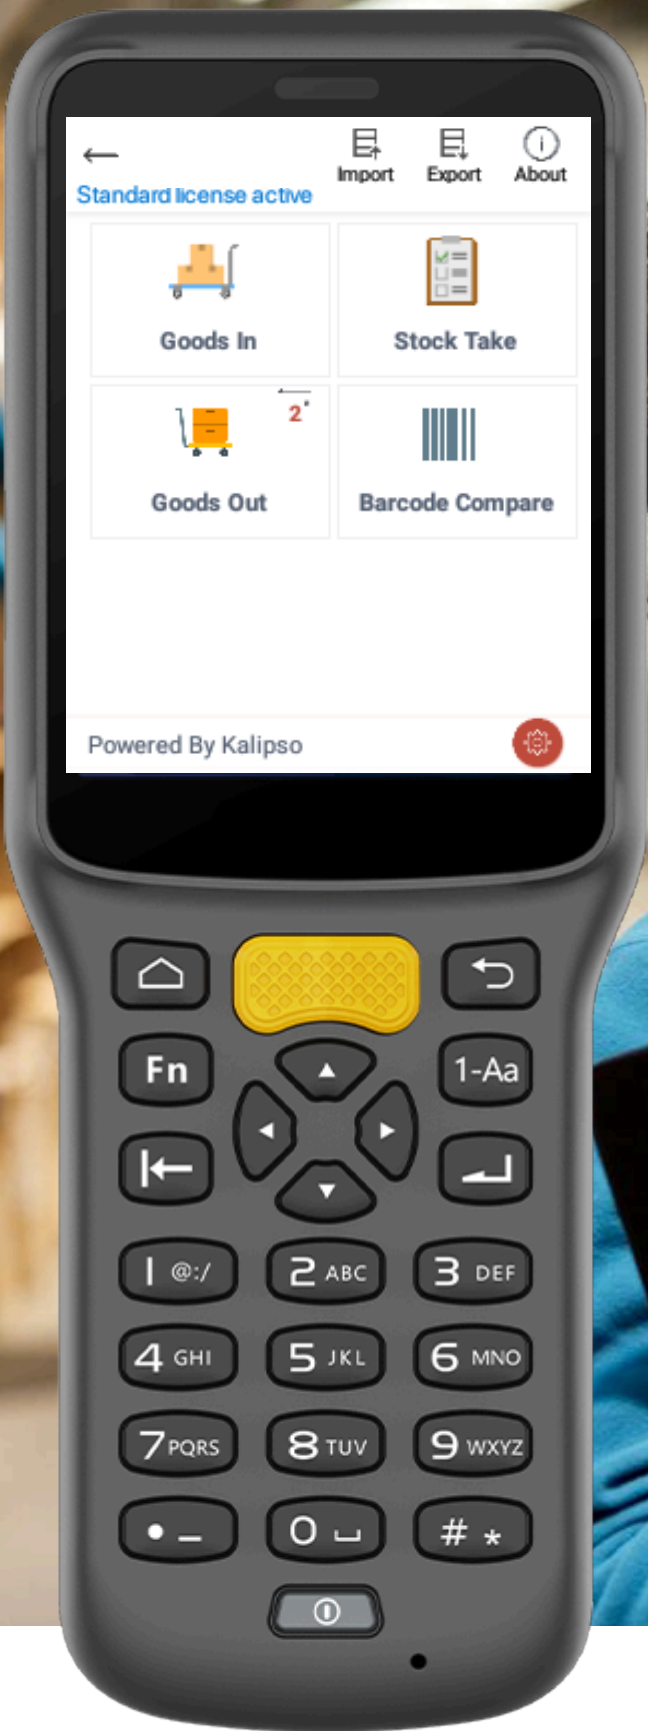 Import Export About
Standard license active
Goods In Stock Take
2
Goods Out Barcode Compare
Powered By Kalipso
Fn 1-Aa
1 @:/ 2 ABC 3 DEF
4 GHI 5 JKL 6 MNO
7 PQRS 8 TUV 9 WXYZ
• _ 0 ⎵ # *